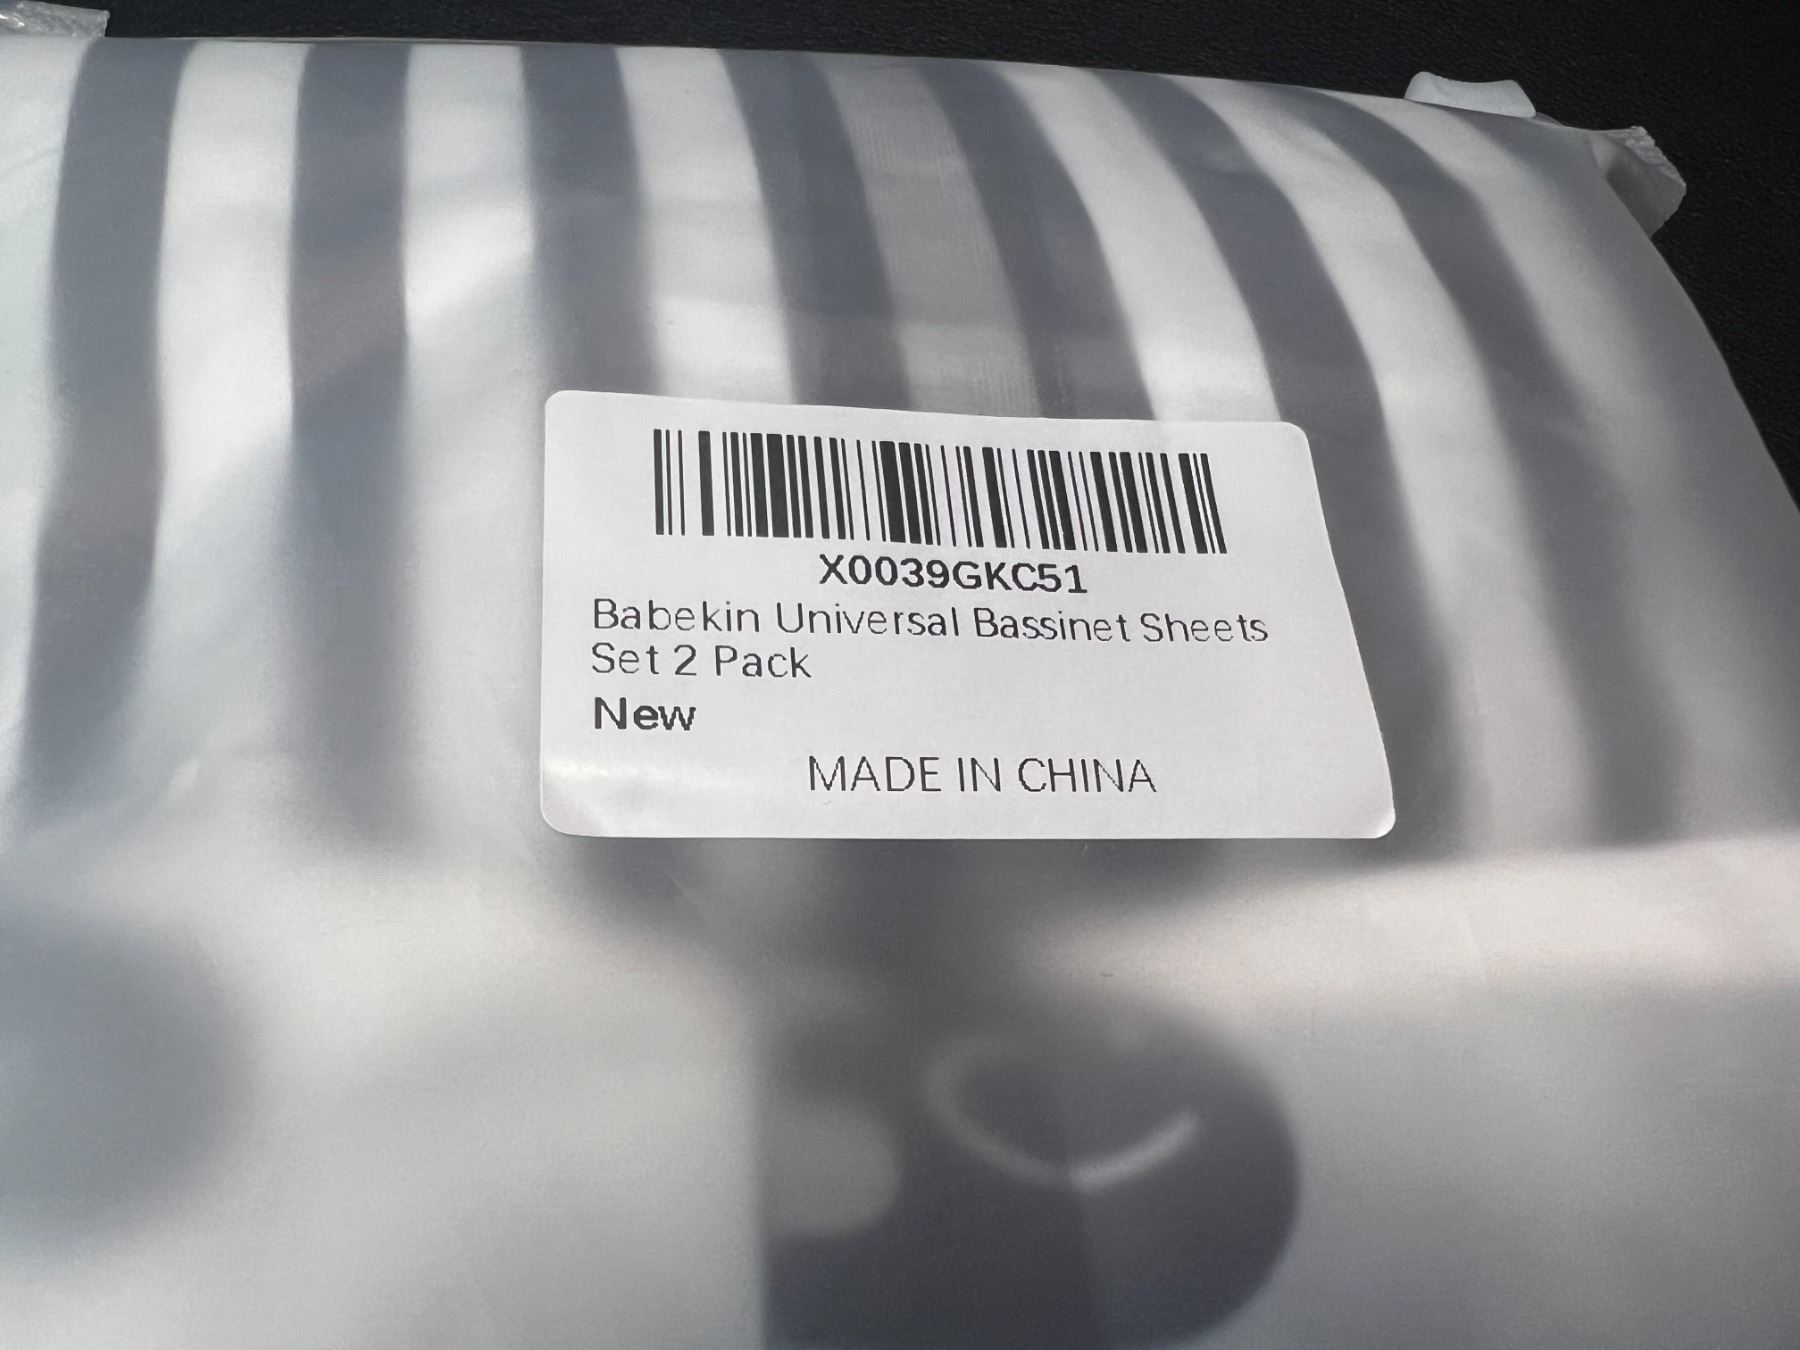 X0039GKC51
Babekin Universal Bassinet Sheets
Set 2 Pack
New
MADE IN CHINA